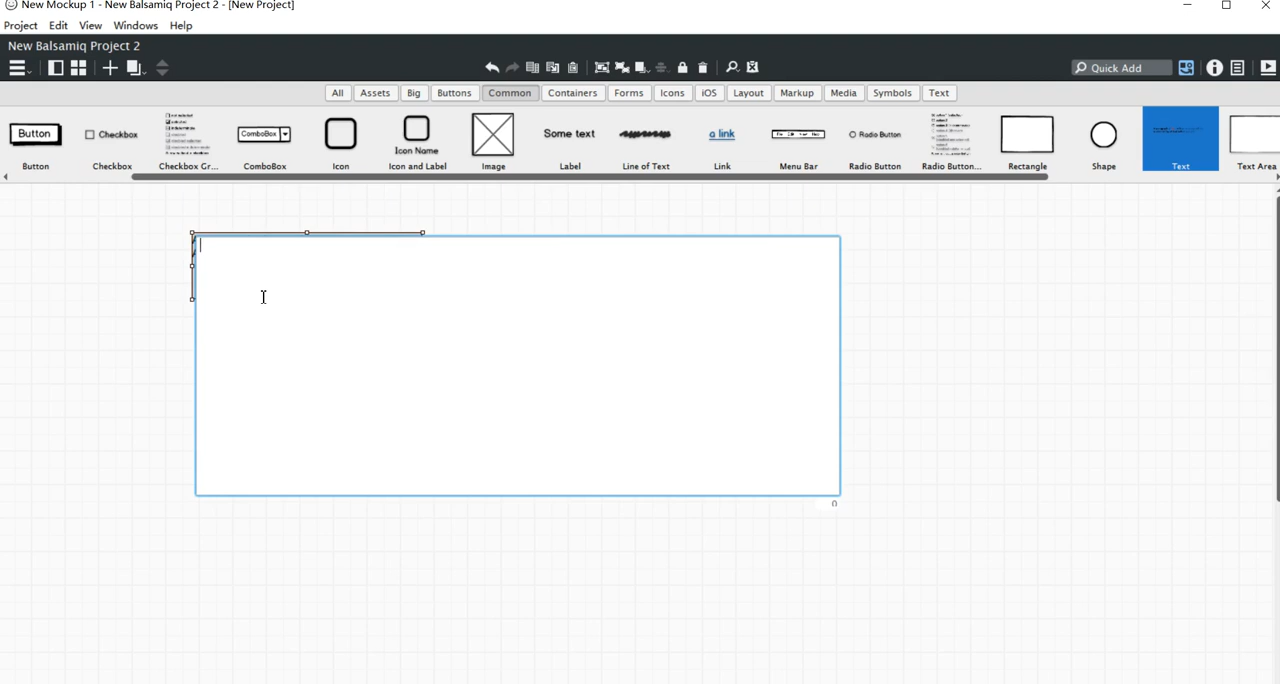 New Mockup 1 - New Balsamiq Project 2 - [New Project]
Project Edit View Windows Help
New Balsamiq Project 2
Quick Add
All Assets Big Buttons Common Containers Forms Icons iOS Layout Markup Media Symbols Text
Button Checkbox ComboBox Icon Name Some text a link Radio Button
Button Checkbox Checkbox Gr... ComboBox Icon Icon and Label Image Label Line of Text Link Menu Bar Radio Button Radio Button... Rectangle Shape Text Text Area
0